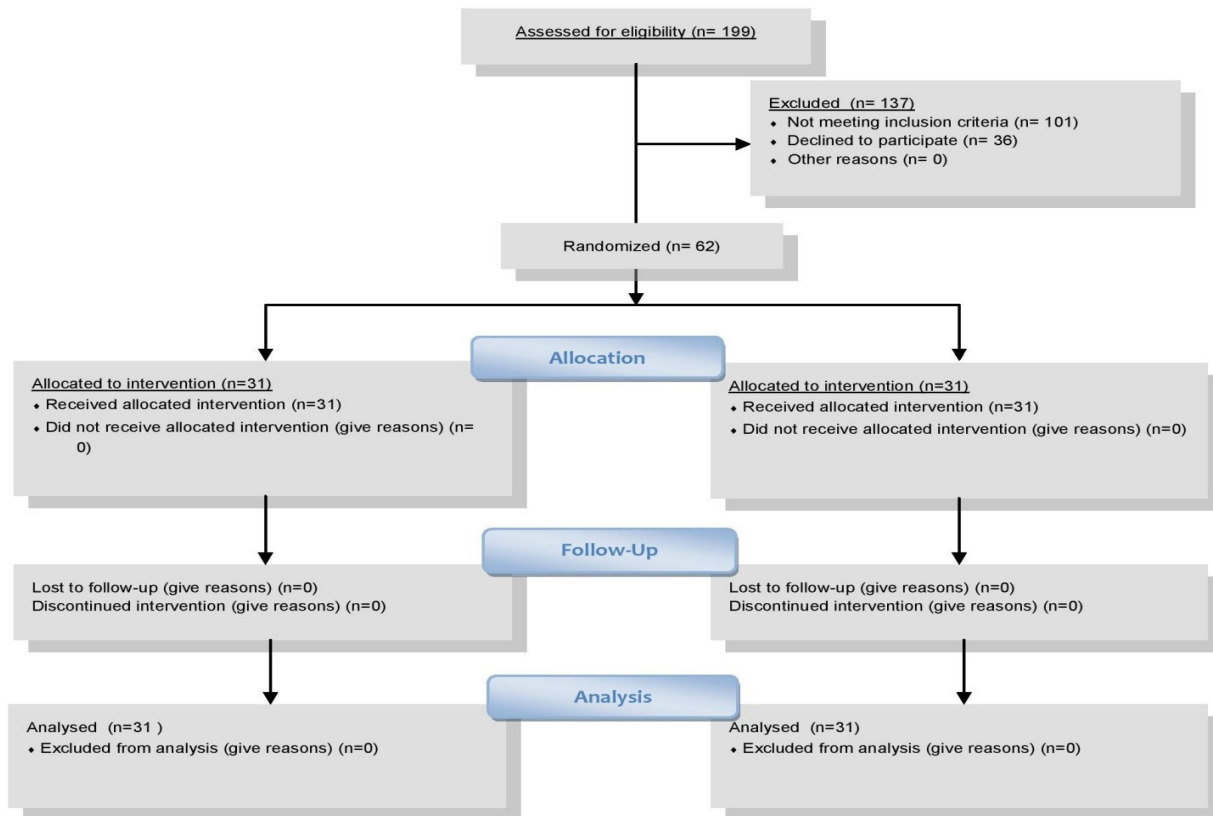 Assessed for eligibility (n= 199)
Excluded (n= 137)
⬥ Not meeting inclusion criteria (n= 101)
⬥ Declined to participate (n= 36)
⬥ Other reasons (n= 0)
Randomized (n= 62)
Allocation
Allocated to intervention (n=31)
⬥ Received allocated intervention (n=31)
⬥ Did not receive allocated intervention (give reasons) (n=
0)
Allocated to intervention (n=31)
⬥ Received allocated intervention (n=31)
⬥ Did not receive allocated intervention (give reasons) (n=0)
Follow-Up
Lost to follow-up (give reasons) (n=0)
Discontinued intervention (give reasons) (n=0)
Lost to follow-up (give reasons) (n=0)
Discontinued intervention (give reasons) (n=0)
Analysis
Analysed (n=31 )
⬥ Excluded from analysis (give reasons) (n=0)
Analysed (n=31)
⬥ Excluded from analysis (give reasons) (n=0)